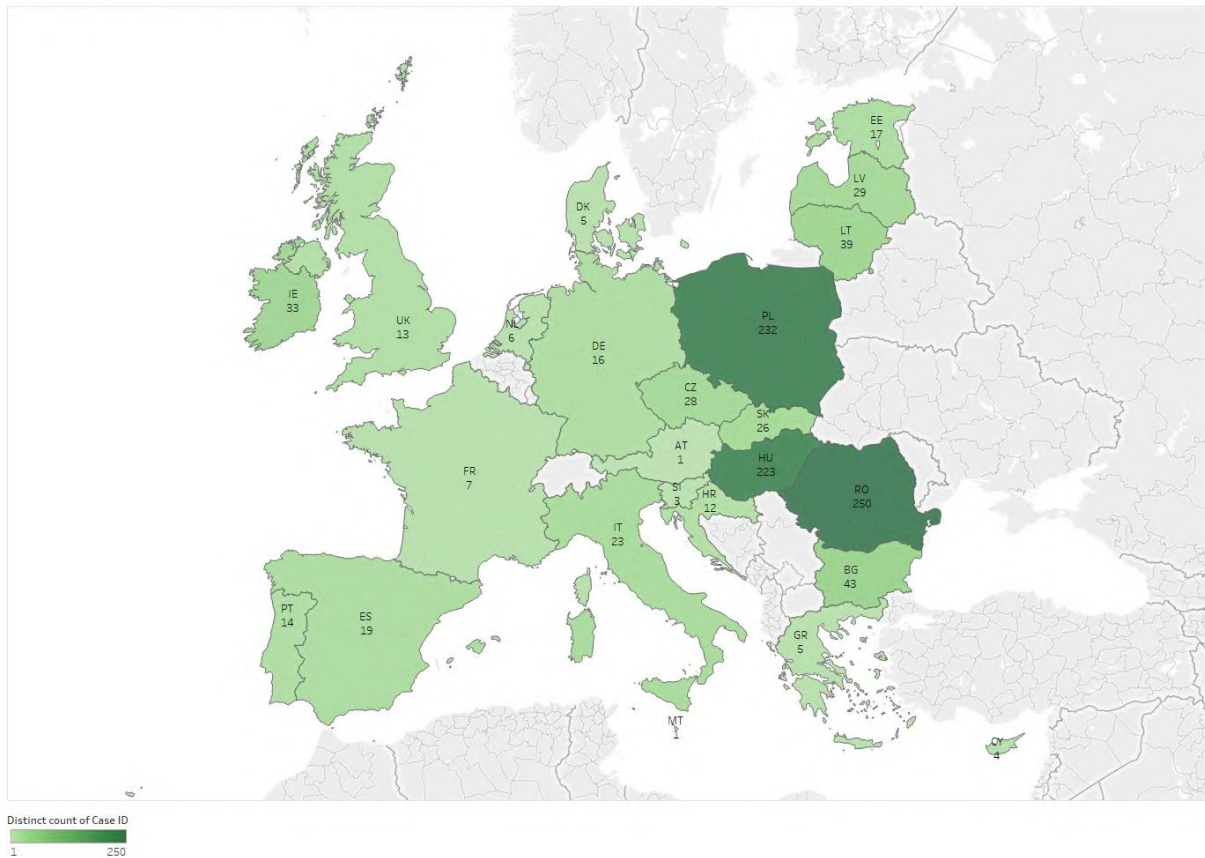 EE
17
LV
29
DK
5
LT
39
IE
33
UK
13
NL
6
PL
232
DE
16
CZ
28
SK
26
AT
1
HU
223
FR
7
SI
3
HR
12
RO
250
IT
23
BG
43
PT
14
ES
19
GR
5
MT
1
CY
4
Distinct count of Case ID
1 250